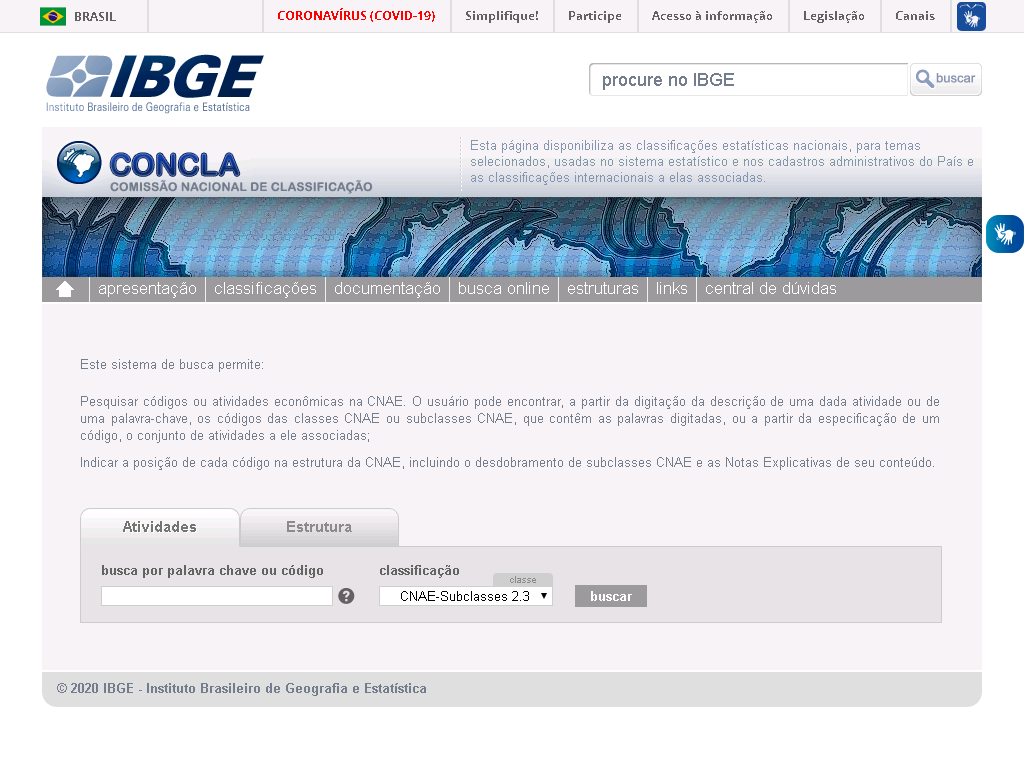 BRASIL
CORONAVÍRUS (COVID-19)
Simplifique!
Participe
Acesso à informação
Legislação
Canais
IBGE
Instituto Brasileiro de Geografia e Estatística
procure no IBGE
buscar
CONCLA
COMISSÃO NACIONAL DE CLASSIFICAÇÃO
Esta página disponibiliza as classificações estatísticas nacionais, para temas
selecionados, usadas no sistema estatístico e nos cadastros administrativos do País e
as classificações internacionais a elas associadas.
apresentação
classificações
documentação
busca online
estruturas
links
central de dúvidas
Este sistema de busca permite:
Pesquisar códigos ou atividades econômicas na CNAE. O usuário pode encontrar, a partir da digitação da descrição de uma dada atividade ou de
uma palavra-chave, os códigos das classes CNAE ou subclasses CNAE, que contêm as palavras digitadas, ou a partir da especificação de um
código, o conjunto de atividades a ele associadas;
Indicar a posição de cada código na estrutura da CNAE, incluindo o desdobramento de subclasses CNAE e as Notas Explicativas de seu conteúdo.
Atividades
Estrutura
busca por palavra chave ou código
?
classificação
classe
CNAE-Subclasses 2.3
buscar
© 2020 IBGE - Instituto Brasileiro de Geografia e Estatística